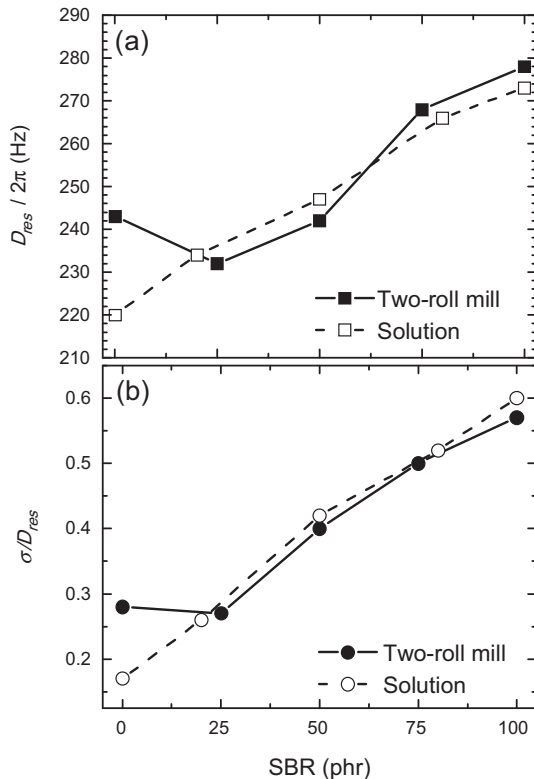 (a)
290
280
270
260
250
240
230
220
210
D_res / 2π (Hz)
Two-roll mill
Solution
(b)
0.6
0.5
0.4
0.3
0.2
σ/D_res
Two-roll mill
Solution
0 25 50 75 100
SBR (phr)